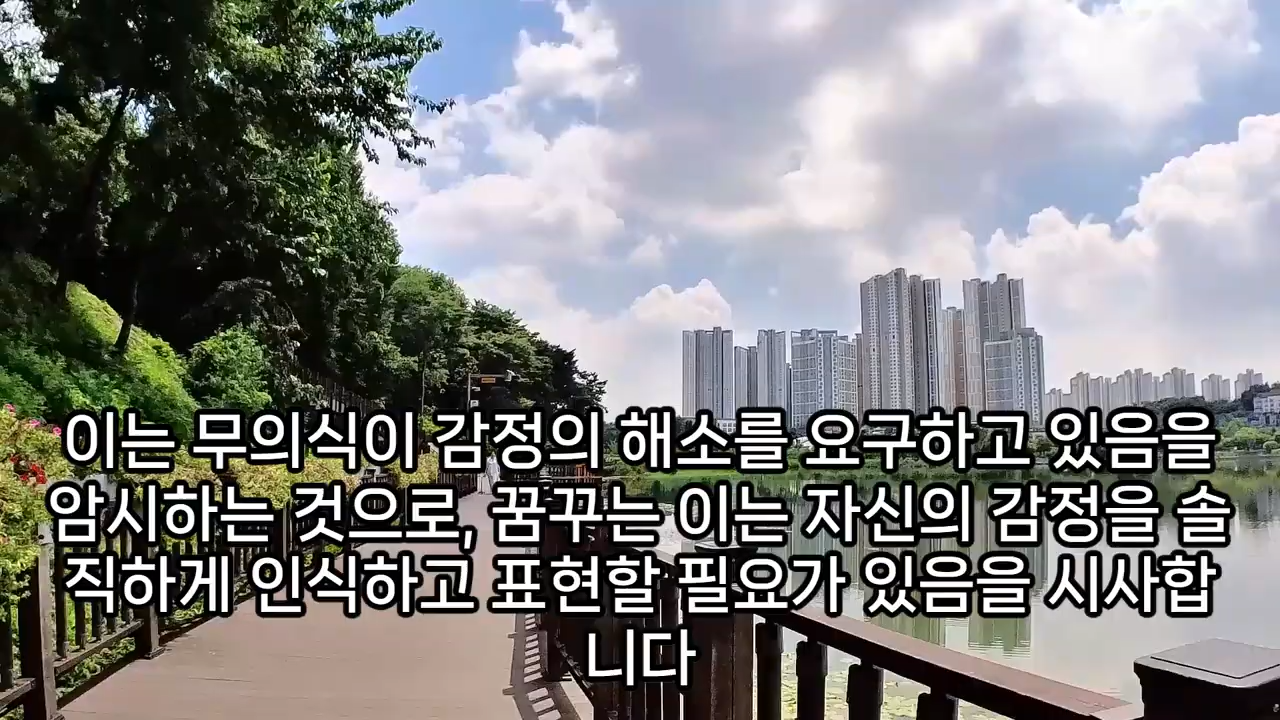 이는 무의식이 감정의 해소를 요구하고 있음을
암시하는 것으로, 꿈꾸는 이는 자신의 감정을 솔
직하게 인식하고 표현할 필요가 있음을 시사합
니다